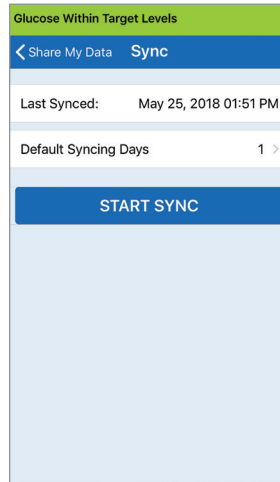 Glucose Within Target Levels
Share My Data Sync
Last Synced: May 25, 2018 01:51 PM
Default Syncing Days 1
START SYNC